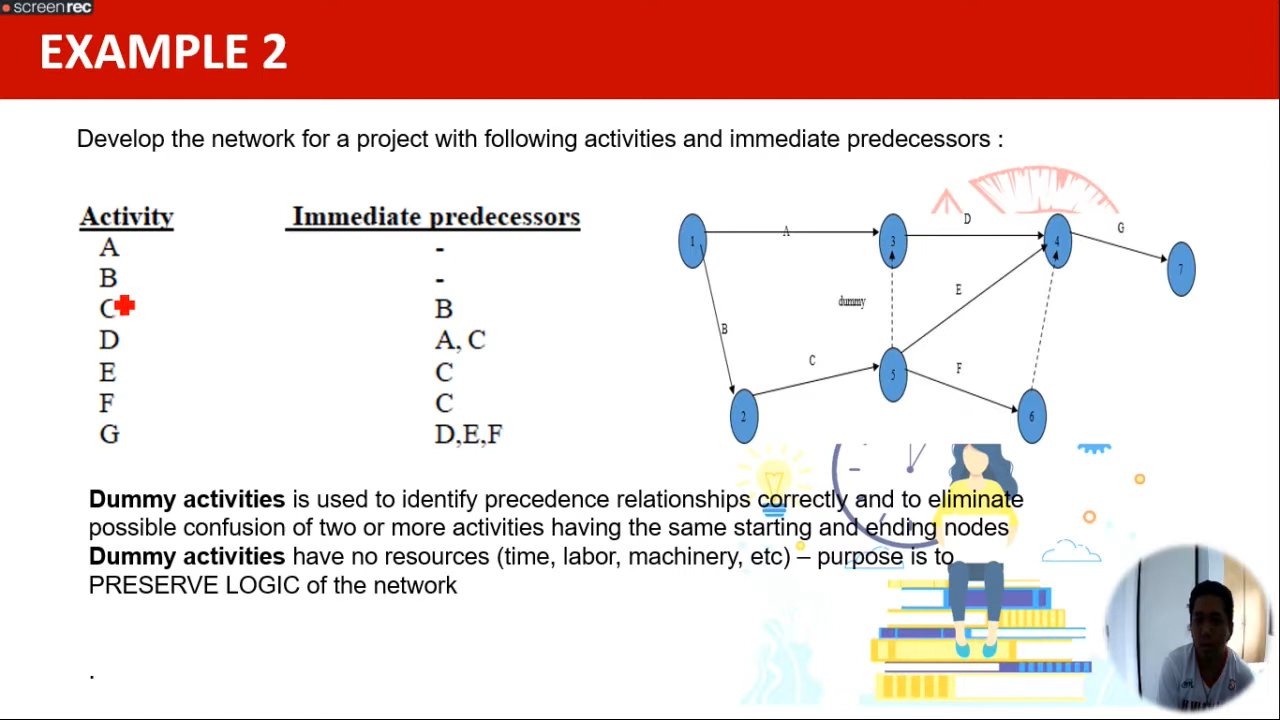 screenrec
EXAMPLE 2
Develop the network for a project with following activities and immediate predecessors :
Activity Immediate predecessors
A -
B -
C B
D A, C
E C
F C
G D,E,F
1
A
3
D
4
G
7
dummy
E
B
C
5
F
2
6
Dummy activities is used to identify precedence relationships correctly and to eliminate
possible confusion of two or more activities having the same starting and ending nodes
Dummy activities have no resources (time, labor, machinery, etc) – purpose is to
PRESERVE LOGIC of the network
.